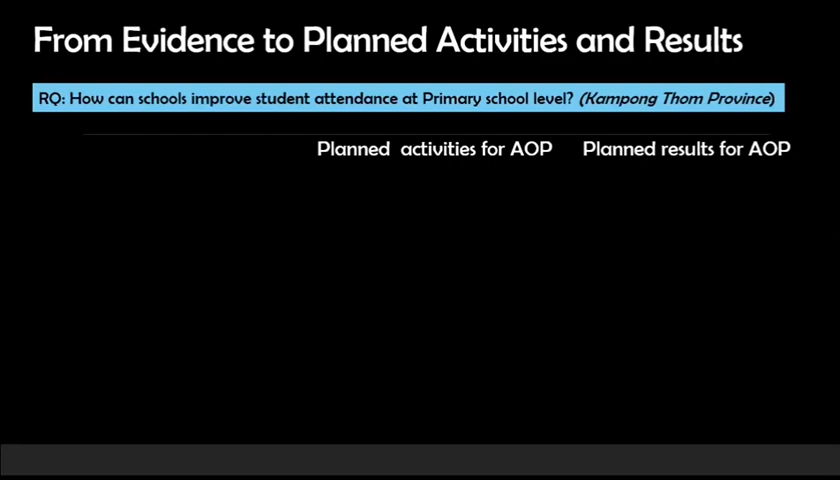 From Evidence to Planned Activities and Results
RQ: How can schools improve student attendance at Primary school level? (Kampong Thom Province)
Planned activities for AOP Planned results for AOP